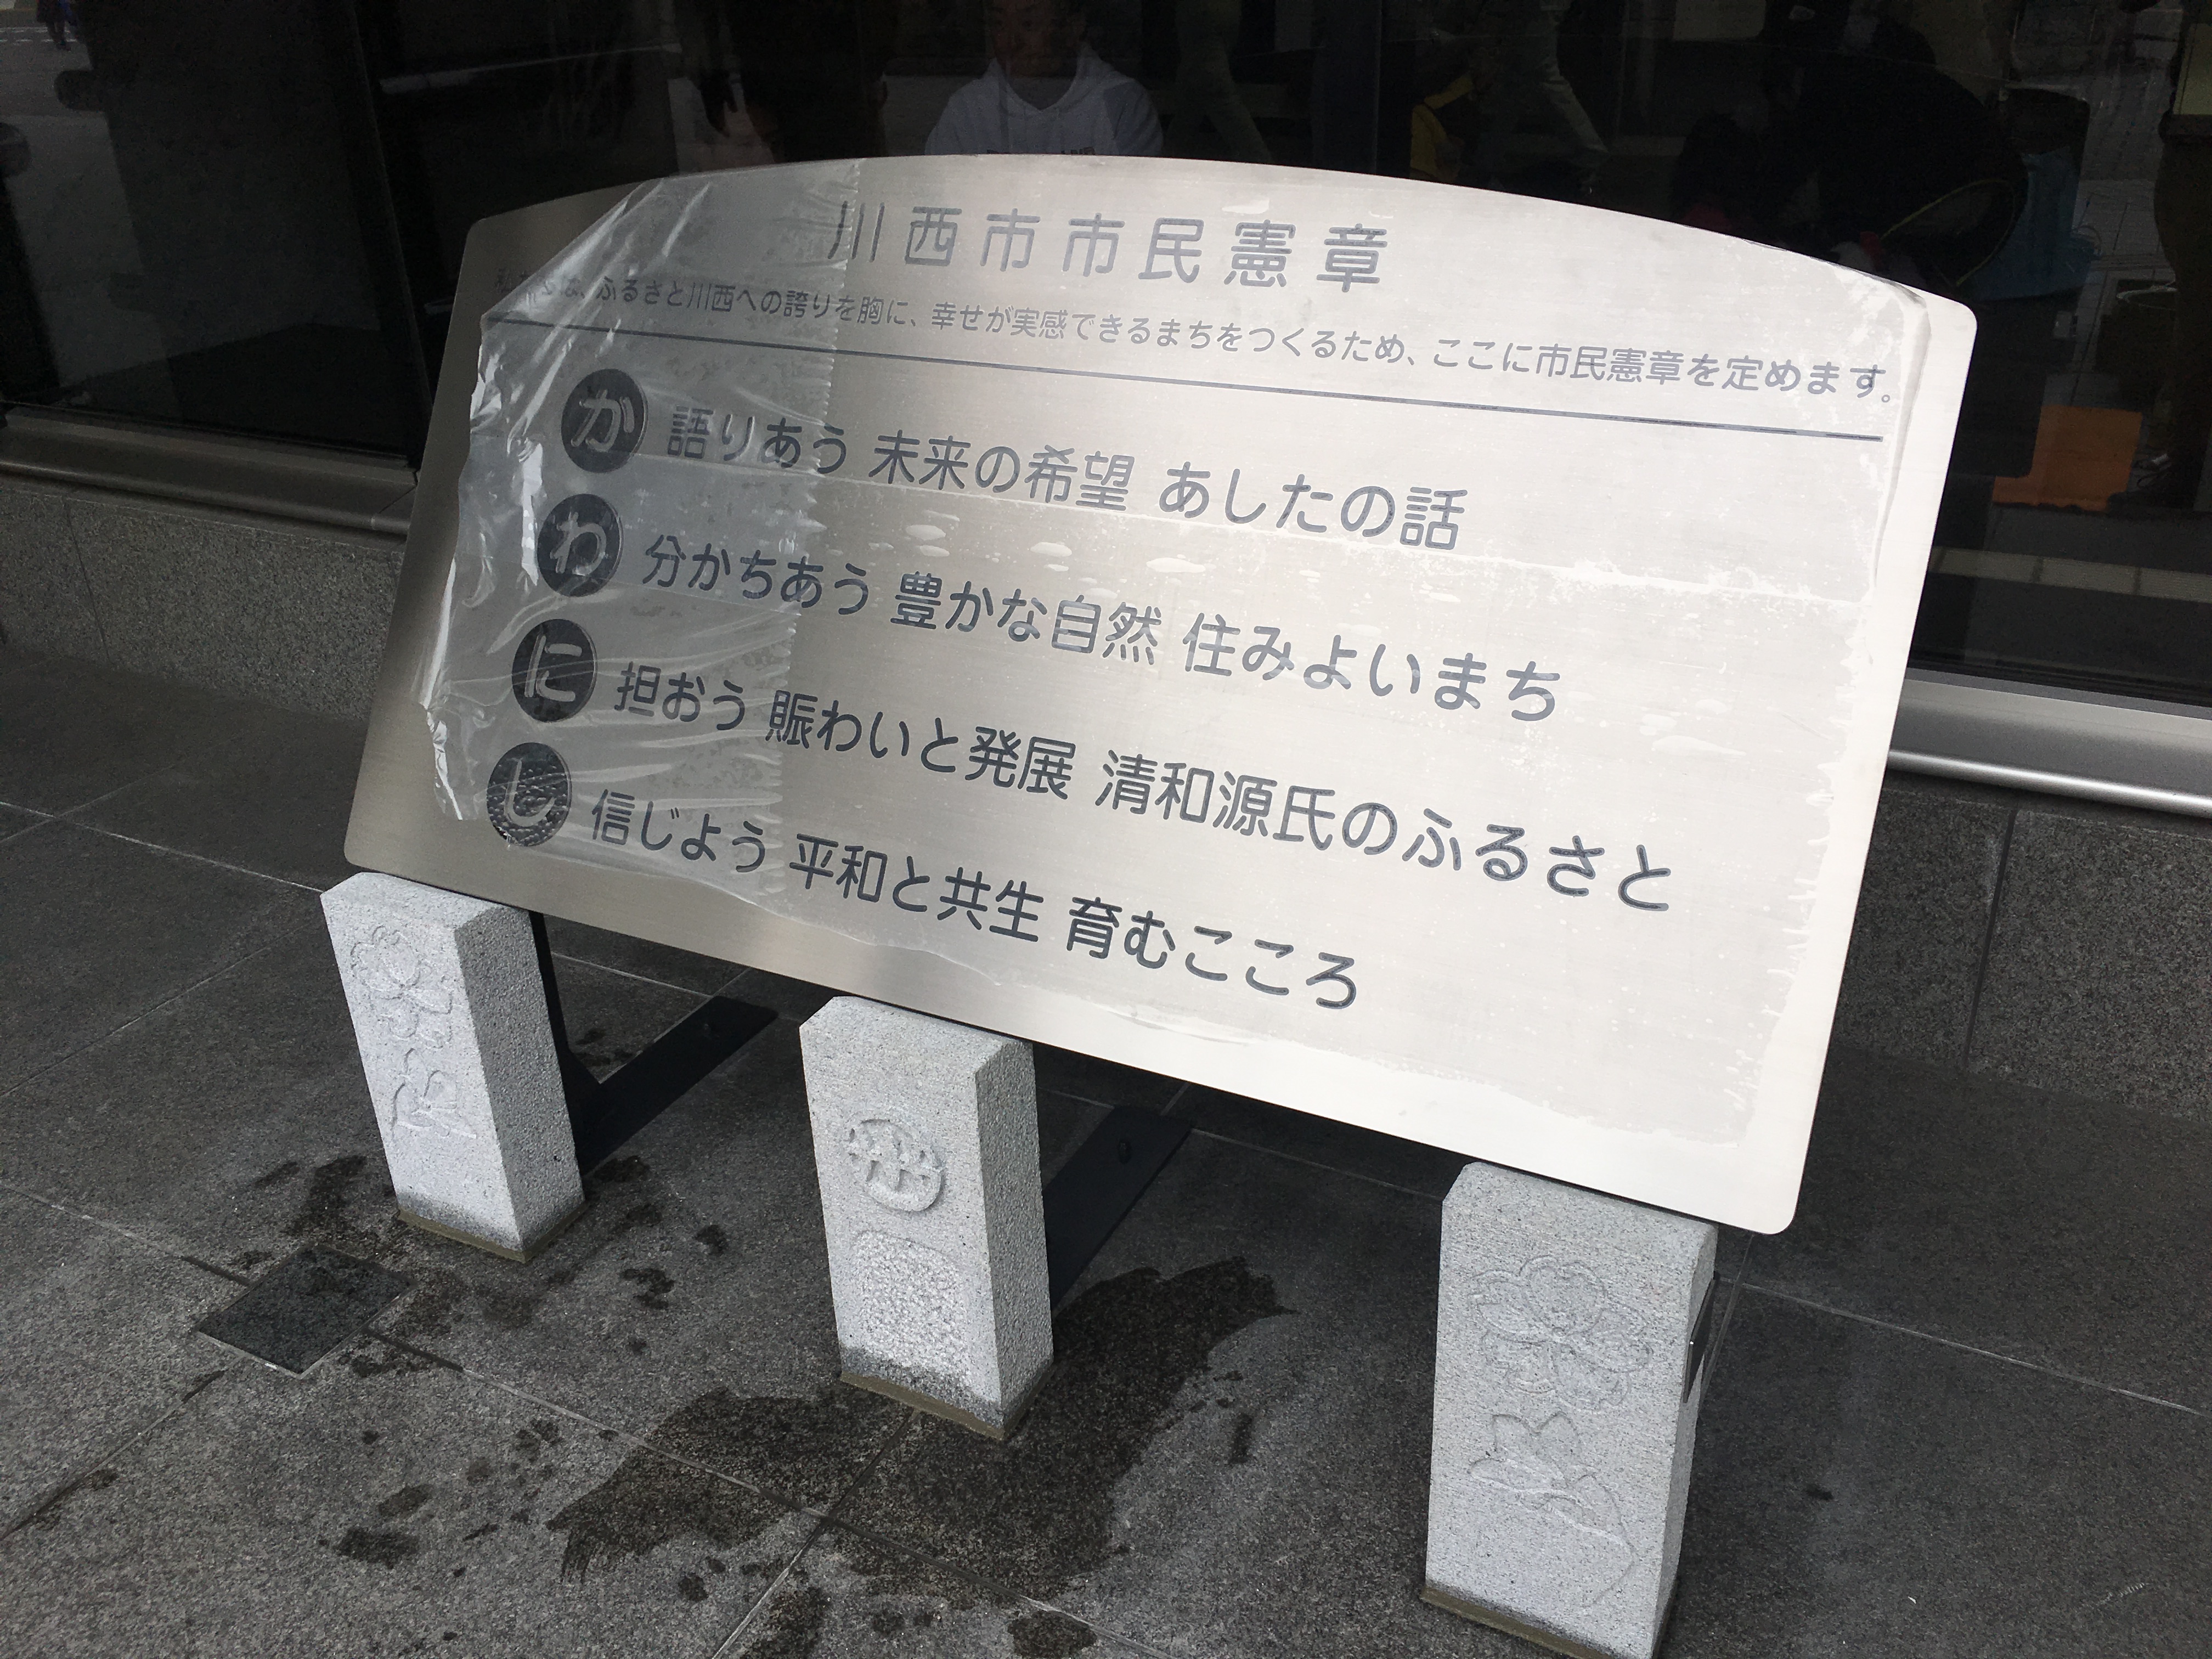 川西市市民憲章
私たちは、ふるさと川西への誇りを胸に、幸せが実感できるまちをつくるため、ここに市民憲章を定めます。
か 語りあう 未来の希望 あしたの話
わ 分かちあう 豊かな自然 住みよいまち
に 担おう 賑わいと発展 清和源氏のふるさと
し 信じよう 平和と共生 育むこころ